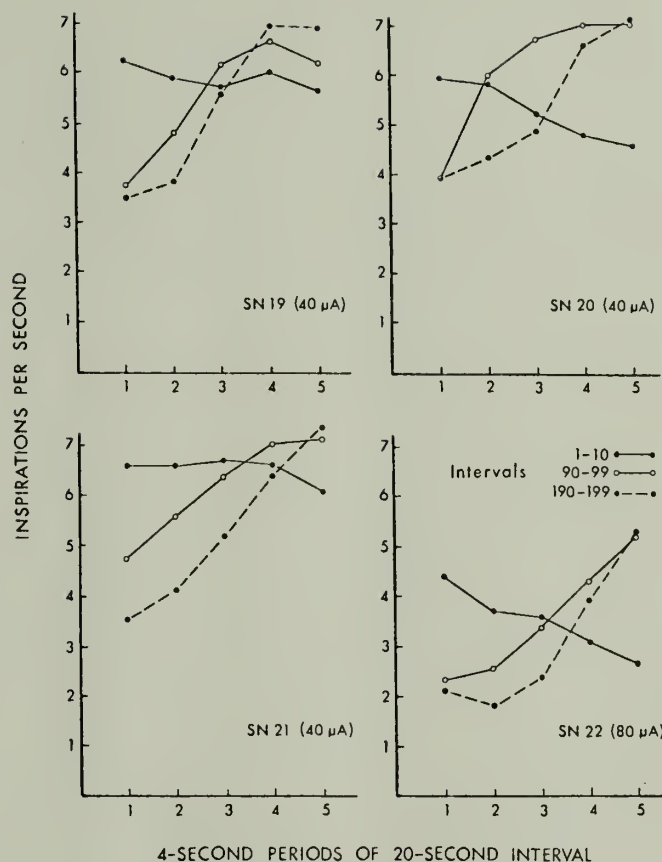 INSPIRATIONS PER SECOND
7
6
5
4
3
2
1
1 2 3 4 5
SN 19 (40 µA)
7
6
5
4
3
2
1
1 2 3 4 5
SN 20 (40 µA)
7
6
5
4
3
2
1
1 2 3 4 5
SN 21 (40 µA)
7
6
5
4
3
2
1
1 2 3 4 5
Intervals
1-10
90-99
190-199
SN 22 (80 µA)
4-SECOND PERIODS OF 20-SECOND INTERVAL